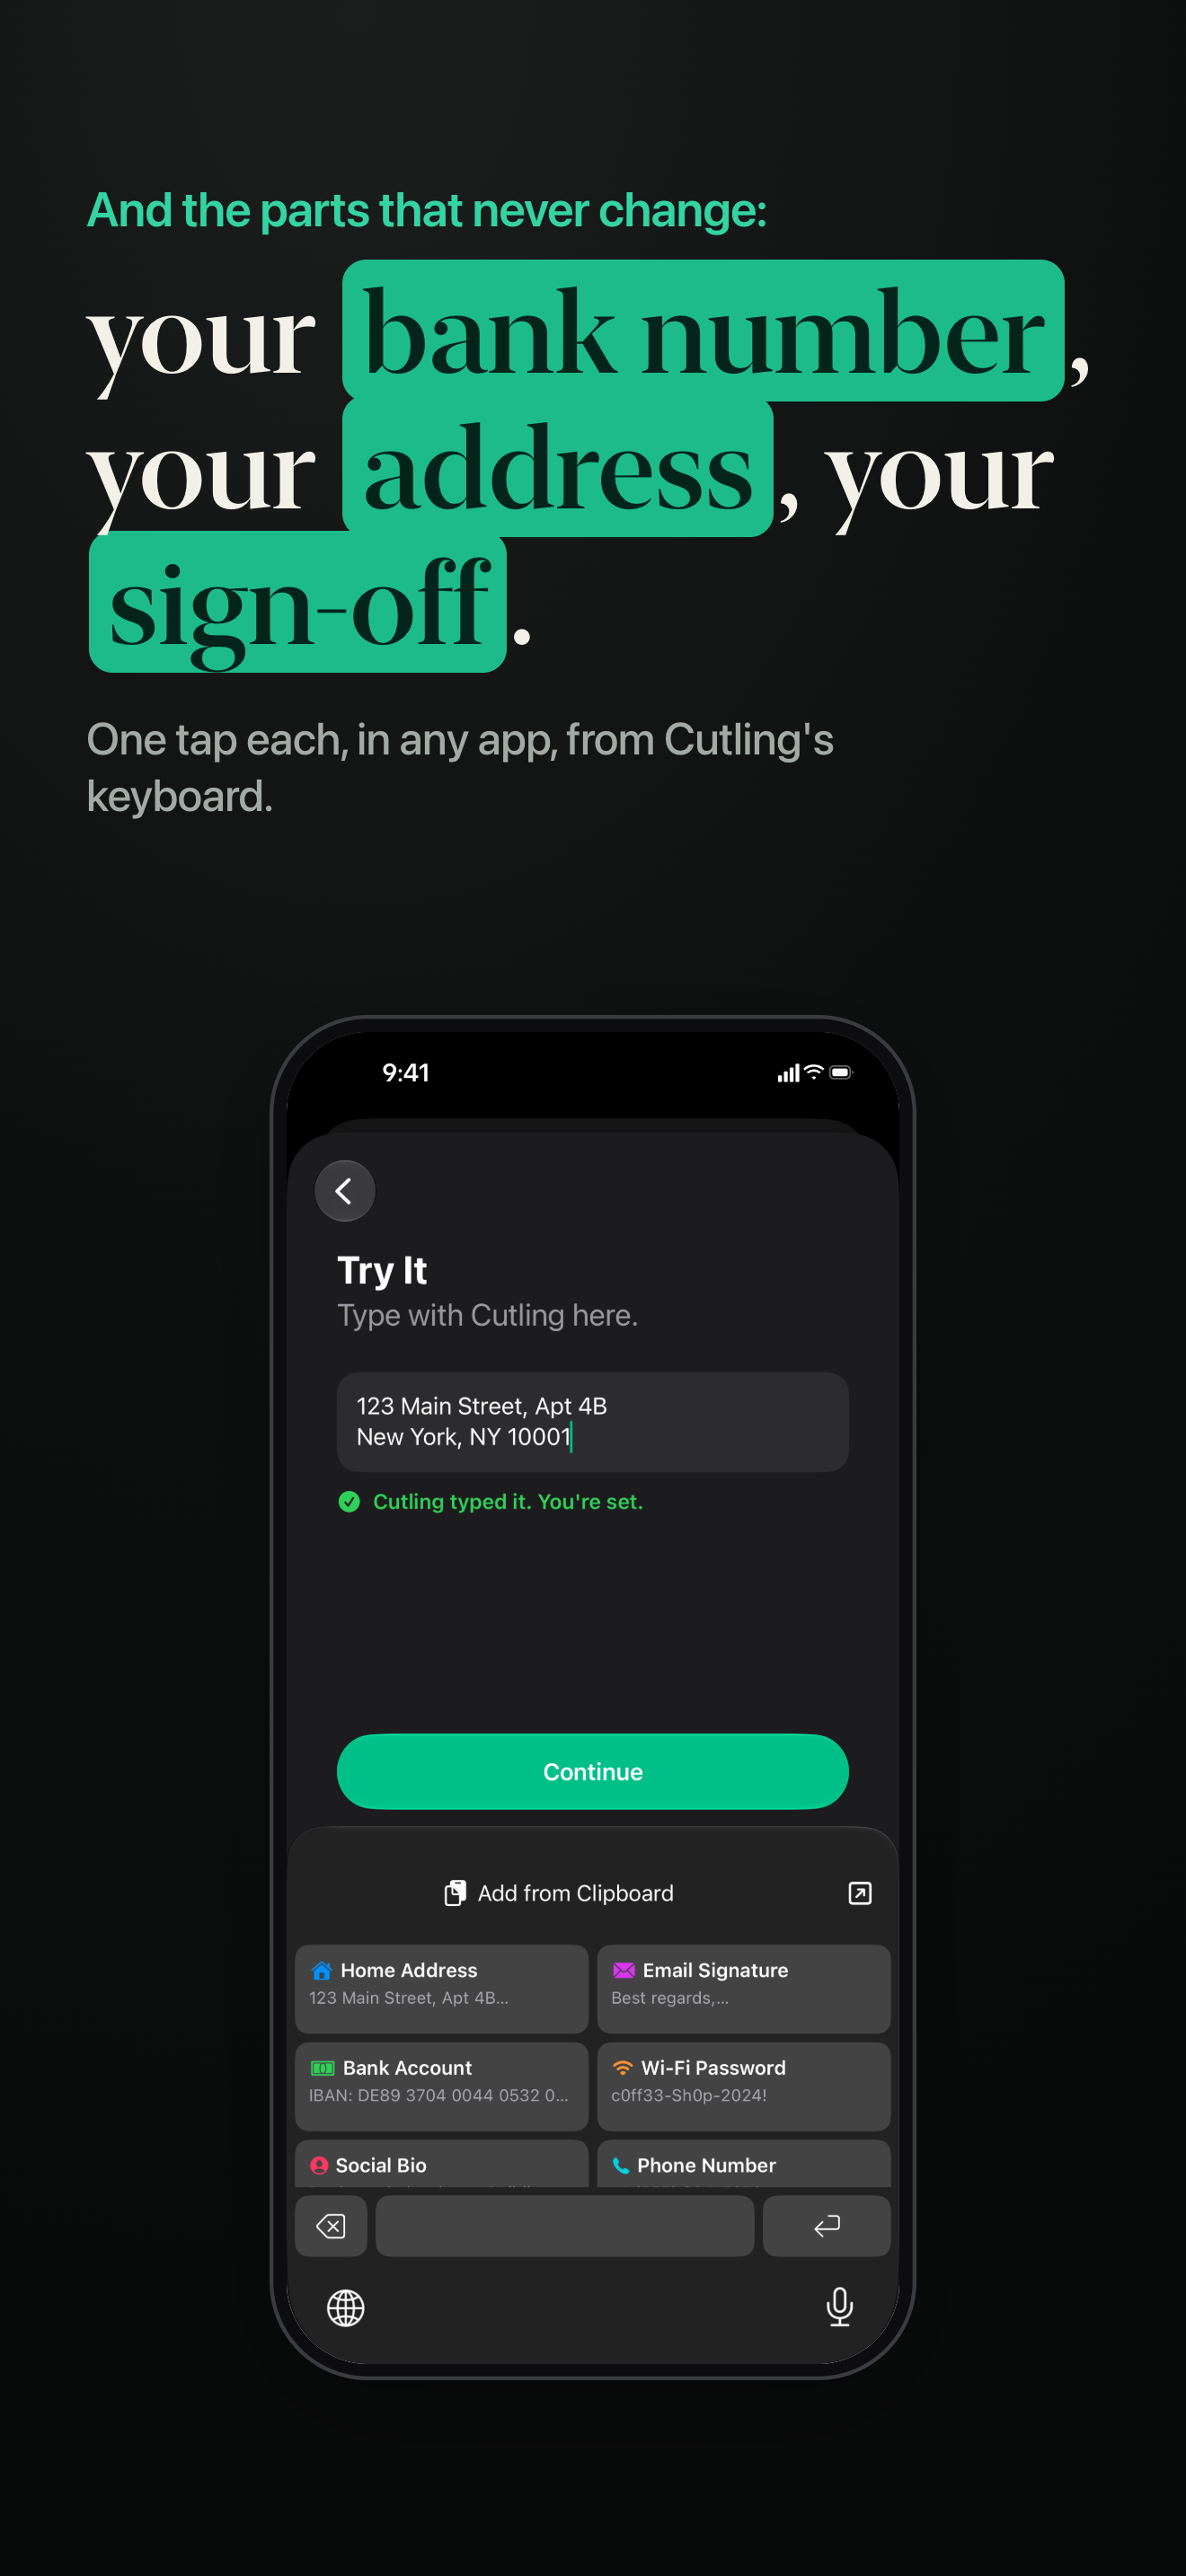 And the parts that never change:
your bank number,
your address, your
sign-off.
One tap each, in any app, from Cutling's
keyboard.
9:41
Try It
Type with Cutling here.
123 Main Street, Apt 4B
New York, NY 10001
Cutling typed it. You're set.
Continue
Add from Clipboard
Home Address
123 Main Street, Apt 4B...
Email Signature
Best regards,...
Bank Account
IBAN: DE89 3704 0044 0532 0...
Wi-Fi Password
c0ff33-Sh0p-2024!
Social Bio
Phone Number